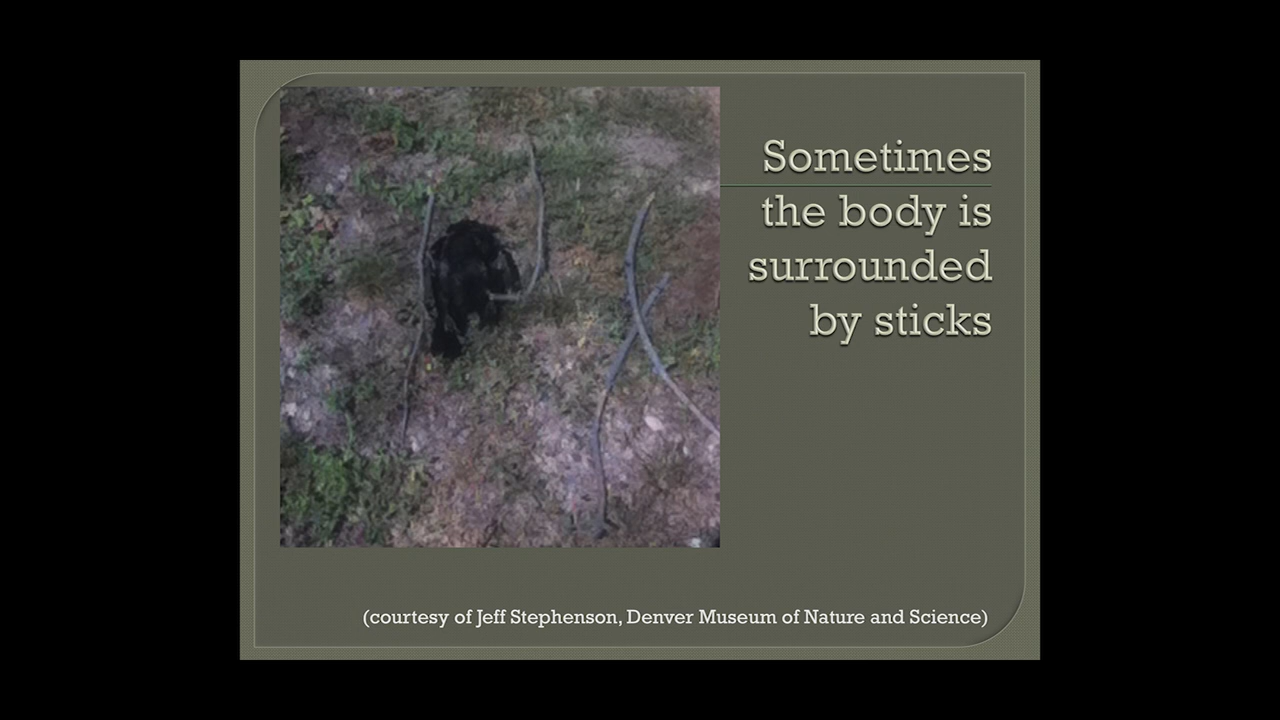 Sometimes
the body is
surrounded
by sticks
(courtesy of Jeff Stephenson, Denver Museum of Nature and Science)